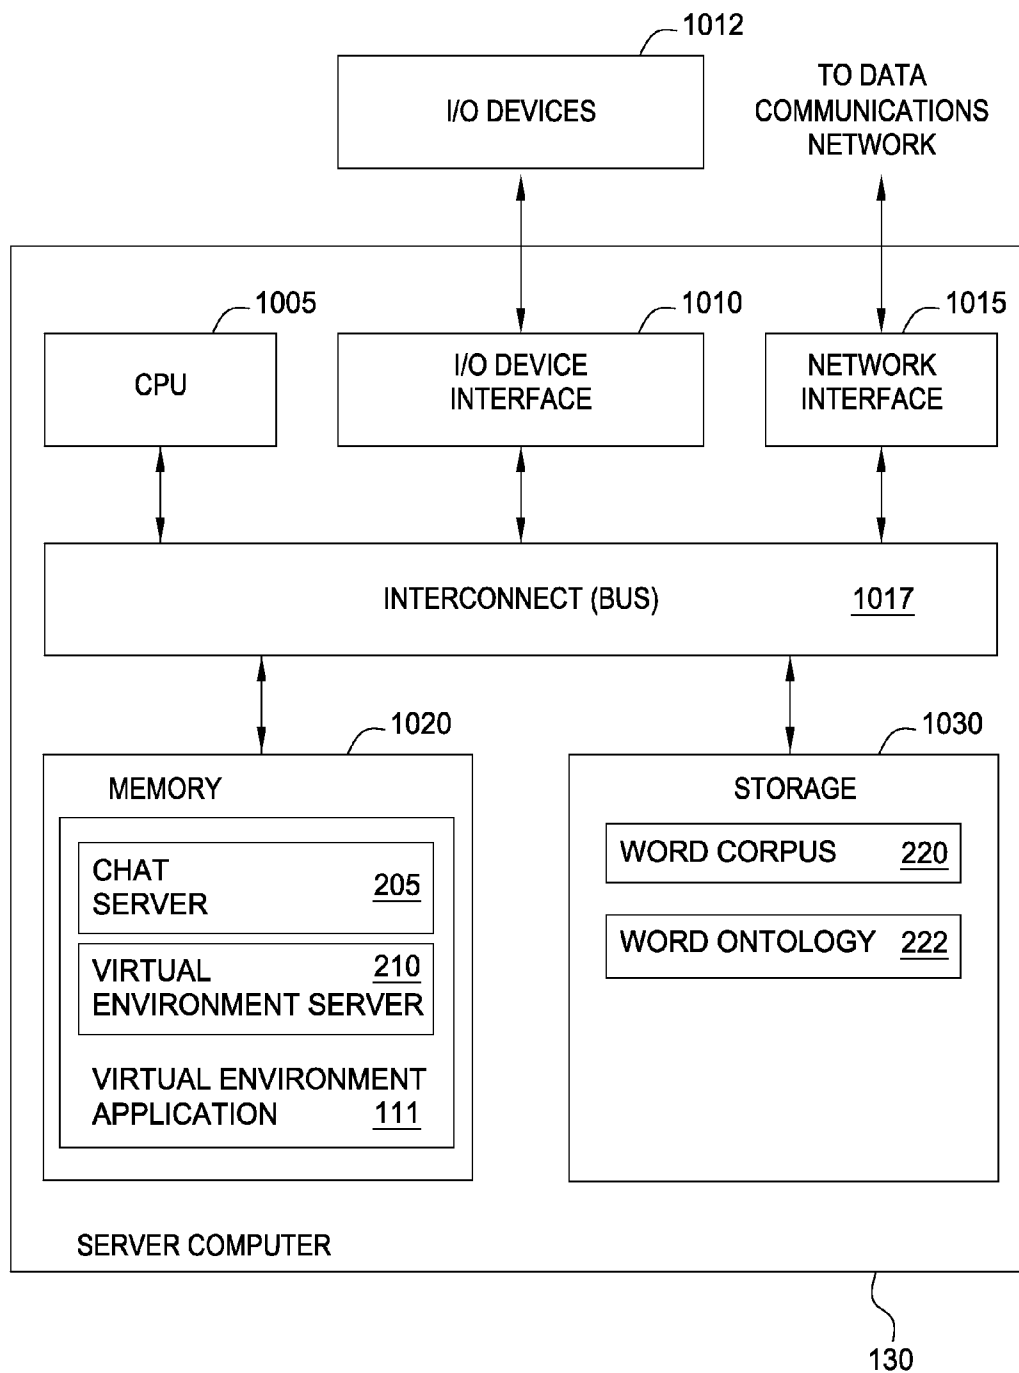 1012
I/O DEVICES
TO DATA
COMMUNICATIONS
NETWORK
1005
1010
1015
CPU
I/O DEVICE
INTERFACE
NETWORK
INTERFACE
INTERCONNECT (BUS) 1017
1020
1030
MEMORY
CHAT
SERVER 205
VIRTUAL 210
ENVIRONMENT SERVER
VIRTUAL ENVIRONMENT
APPLICATION 111
STORAGE
WORD CORPUS 220
WORD ONTOLOGY 222
SERVER COMPUTER
130